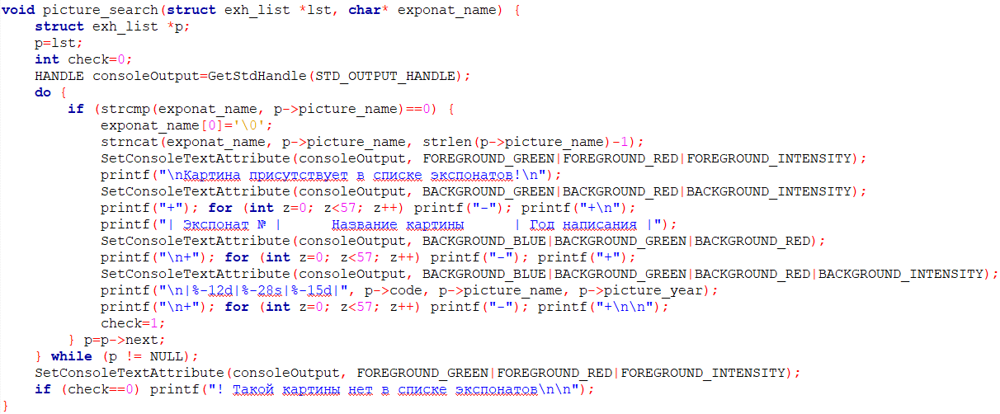 void picture_search(struct exh_list *lst, char* exponat_name) {
    struct exh_list *p;
    p=lst;
    int check=0;
    HANDLE consoleOutput=GetStdHandle(STD_OUTPUT_HANDLE);
    do {
        if (strcmp(exponat_name, p->picture_name)==0) {
            exponat_name[0]='\0';
            strncat(exponat_name, p->picture_name, strlen(p->picture_name)-1);
            SetConsoleTextAttribute(consoleOutput, FOREGROUND_GREEN|FOREGROUND_RED|FOREGROUND_INTENSITY);
            printf("\nКартина присутствует в списке экспонатов!\n");
            SetConsoleTextAttribute(consoleOutput, BACKGROUND_GREEN|BACKGROUND_RED|BACKGROUND_INTENSITY);
            printf("+"); for (int z=0; z<57; z++) printf("-"); printf("+\n");
            printf("| Экспонат № |      Название картины      | Год написания |");
            SetConsoleTextAttribute(consoleOutput, BACKGROUND_BLUE|BACKGROUND_GREEN|BACKGROUND_RED);
            printf("\n+"); for (int z=0; z<57; z++) printf("-"); printf("+");
            SetConsoleTextAttribute(consoleOutput, BACKGROUND_BLUE|BACKGROUND_GREEN|BACKGROUND_RED|BACKGROUND_INTENSITY);
            printf("\n|%-12d|%-28s|%-15d|", p->code, p->picture_name, p->picture_year);
            printf("\n+"); for (int z=0; z<57; z++) printf("-"); printf("+\n\n");
            check=1;
        } p=p->next;
    } while (p != NULL);
    SetConsoleTextAttribute(consoleOutput, FOREGROUND_GREEN|FOREGROUND_RED|FOREGROUND_INTENSITY);
    if (check==0) printf("! Такой картины нет в списке экспонатов\n\n");
}